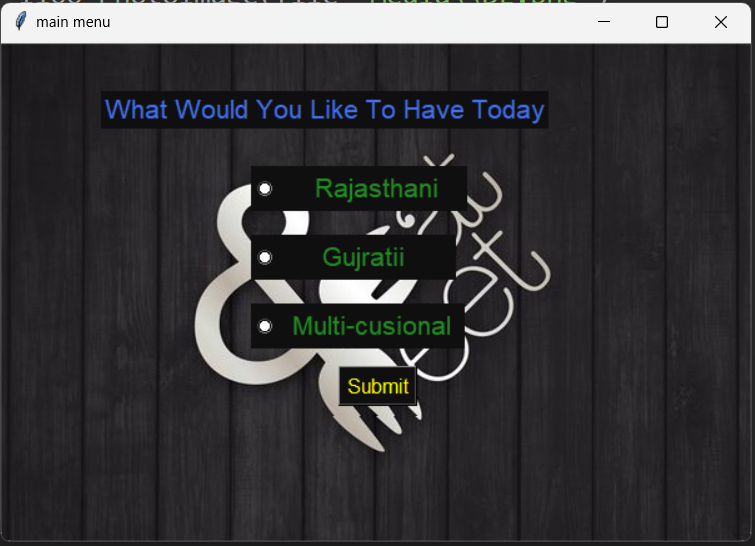 main menu
What Would You Like To Have Today
Rajasthani
Gujratii
Multi-cusional
Submit